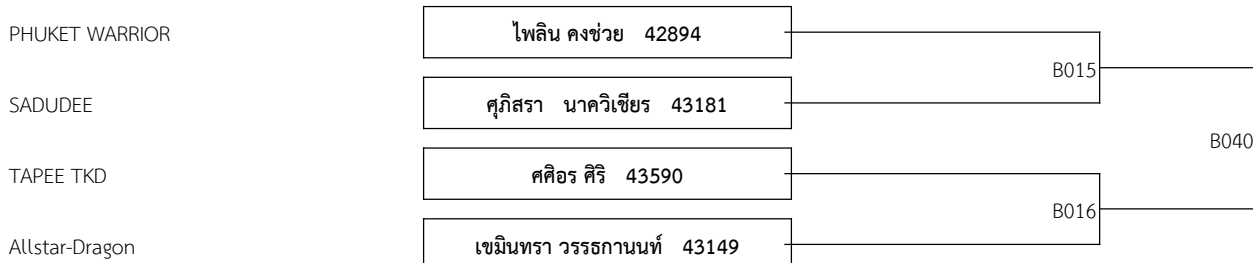 PHUKET WARRIOR ไพลิน คงช่วย 42894
B015
SADUDEE ศุภิสรา นาควิเชียร 43181
B040
TAPEE TKD ศศิอร ศิริ 43590
B016
Allstar-Dragon เขมินทรา วรรธกานนท์ 43149